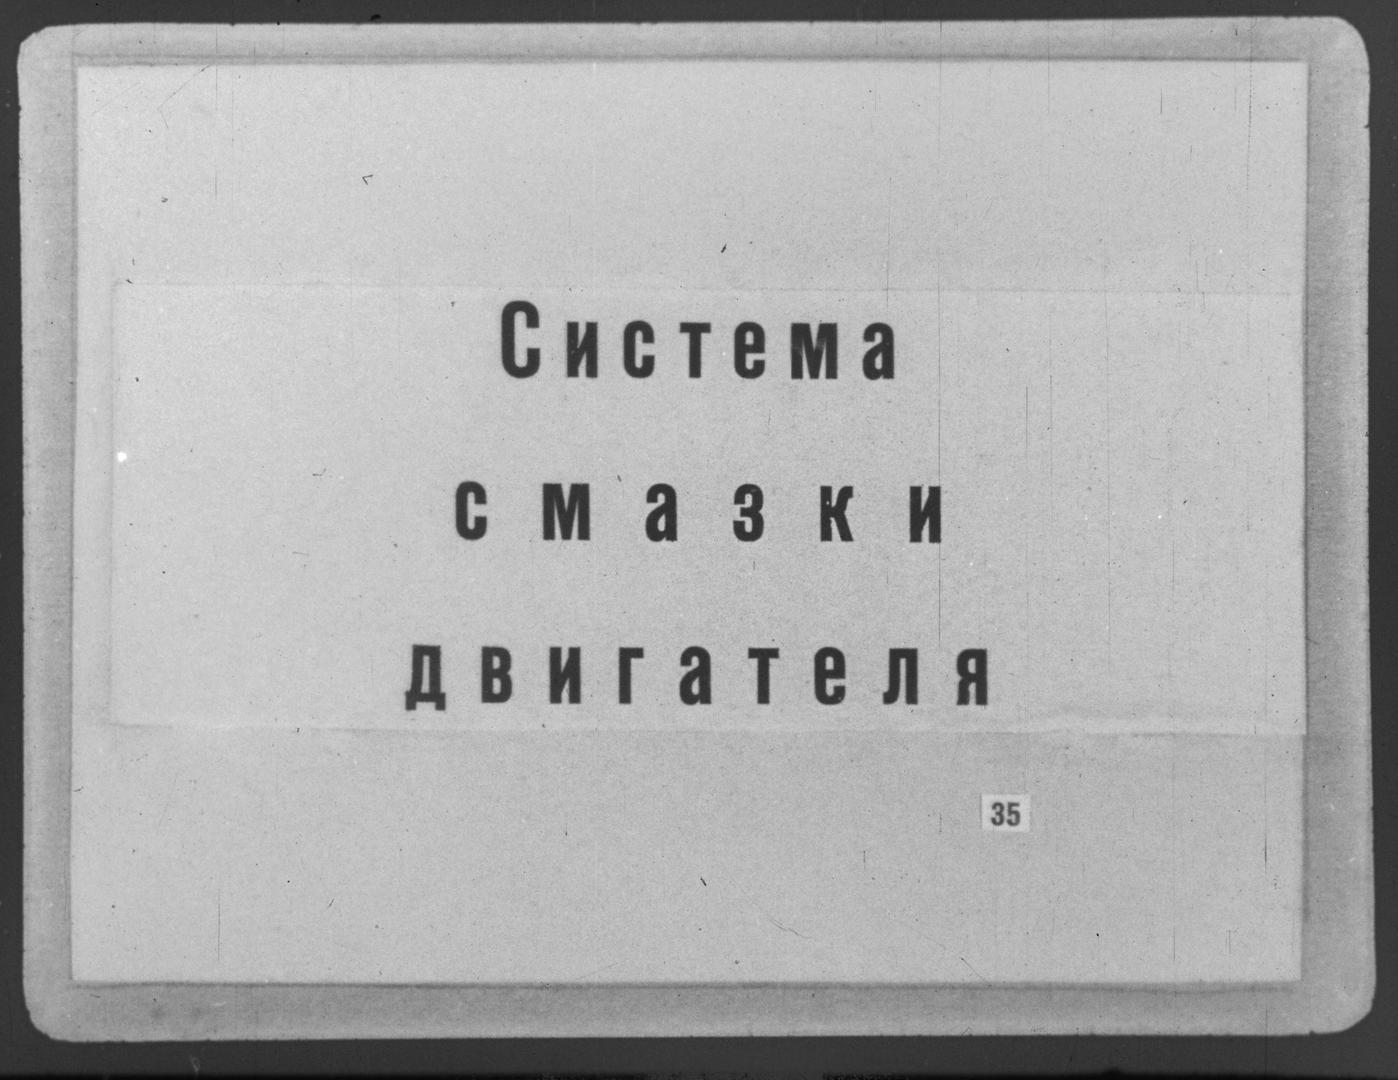 Система
смазки
двигателя
35